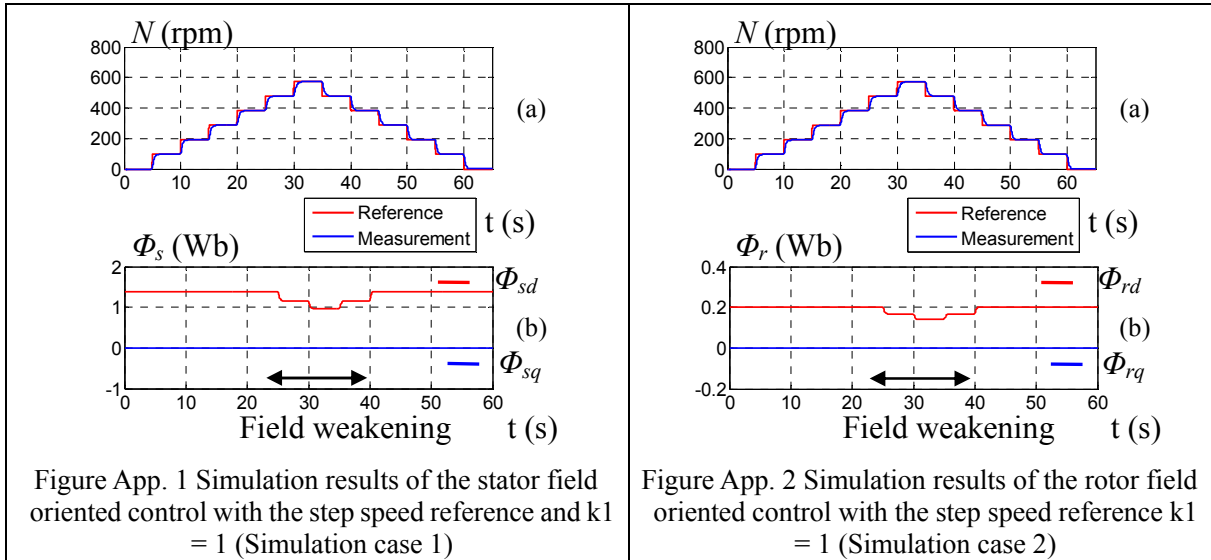 N (rpm)
800
600
400
200
0
0 10 20 30 40 50 60
(a)
Reference
Measurement
t (s)
Φs (Wb)
2
1
0
-1
0 10 20 30 40 50 60
Φsd
(b)
Φsq
Field weakening t (s)
Figure App. 1 Simulation results of the stator field
oriented control with the step speed reference and k1
= 1 (Simulation case 1)
N (rpm)
800
600
400
200
0
0 10 20 30 40 50 60
(a)
Reference
Measurement
t (s)
Φr (Wb)
0.4
0.2
0
-0.2
0 10 20 30 40 50 60
Φrd
(b)
Φrq
Field weakening t (s)
Figure App. 2 Simulation results of the rotor field
oriented control with the step speed reference k1
= 1 (Simulation case 2)